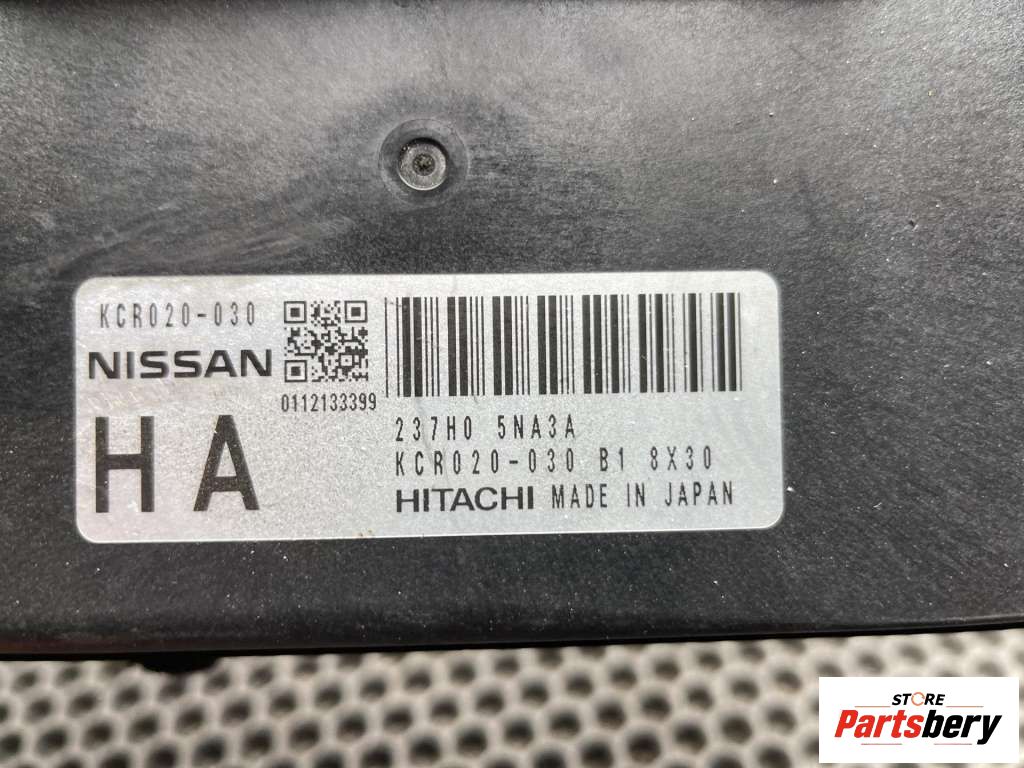 KCR020-030
NISSAN
0112133399
HA
237H0 5NA3A
KCR020-030 B1 8X30
HITACHI MADE IN JAPAN
STORE
Partsbery